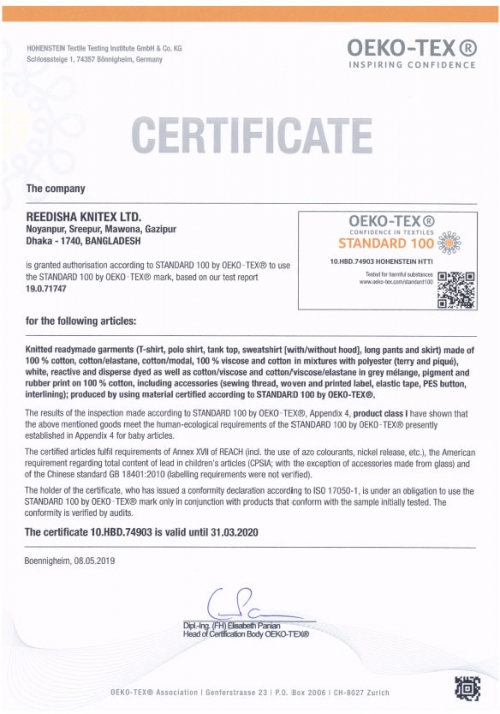 HOHENSTEIN Textile Testing Institute GmbH & Co. KG
Schlosssteige 1, 74357 Bönnigheim, Germany
OEKO-TEX®
INSPIRING CONFIDENCE
CERTIFICATE
The company
REEDISHA KNITEX LTD.
Noyanpur, Sreepur, Mawona, Gazipur
Dhaka - 1740, BANGLADESH
is granted authorisation according to STANDARD 100 by OEKO-TEX® to use
the STANDARD 100 by OEKO-TEX® mark, based on our test report
19.0.71747
OEKO-TEX®
CONFIDENCE IN TEXTILES
STANDARD 100
10.HBD.74903 HOHENSTEIN HTTI
Tested for harmful substances
www.oeko-tex.com/standard100
for the following articles:
Knitted readymade garments (T-shirt, polo shirt, tank top, sweatshirt [with/without hood], long pants and skirt) made of
100 % cotton, cotton/elastane, cotton/modal, 100 % viscose and cotton in mixtures with polyester (terry and piqué),
white, reactive and disperse dyed as well as cotton/viscose and cotton/viscose/elastane in grey mélange, pigment and
rubber print on 100 % cotton, including accessories (sewing thread, woven and printed label, elastic tape, PES button,
interlining); produced by using material certified according to STANDARD 100 by OEKO-TEX®.
The results of the inspection made according to STANDARD 100 by OEKO-TEX®, Appendix 4, product class I have shown that
the above mentioned goods meet the human-ecological requirements of the STANDARD 100 by OEKO-TEX® presently
established in Appendix 4 for baby articles.
The certified articles fulfil requirements of Annex XVII of REACH (incl. the use of azo colourants, nickel release, etc.), the American
requirement regarding total content of lead in children's articles (CPSIA; with the exception of accessories made from glass) and
of the Chinese standard GB 18401:2010 (labelling requirements were not verified).
The holder of the certificate, who has issued a conformity declaration according to ISO 17050-1, is under an obligation to use the
STANDARD 100 by OEKO-TEX® mark only in conjunction with products that conform with the sample initially tested. The
conformity is verified by audits.
The certificate 10.HBD.74903 is valid until 31.03.2020
Boennigheim, 08.05.2019
Dipl.-Ing. (FH) Elisabeth Panian
Head of Certification Body OEKO-TEX®
OEKO-TEX® Association | Genferstrasse 23 | P.O. Box 2006 | CH-8027 Zurich